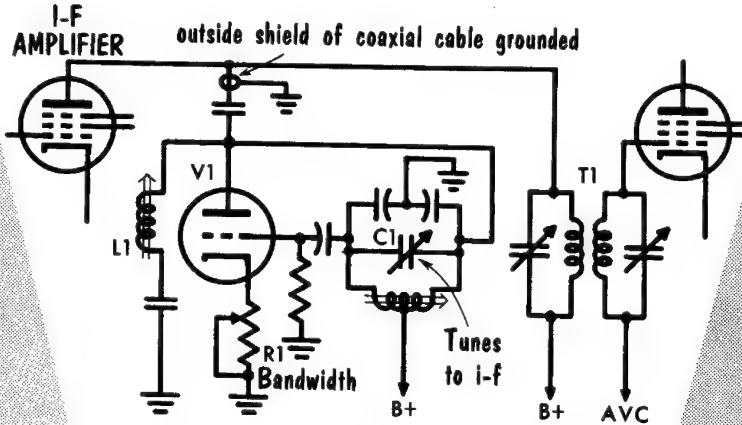 I-F
AMPLIFIER
outside shield of coaxial cable grounded
V1
T1
L1
C1
R1
Bandwidth
Tunes
to i-f
B+
B+
AVC